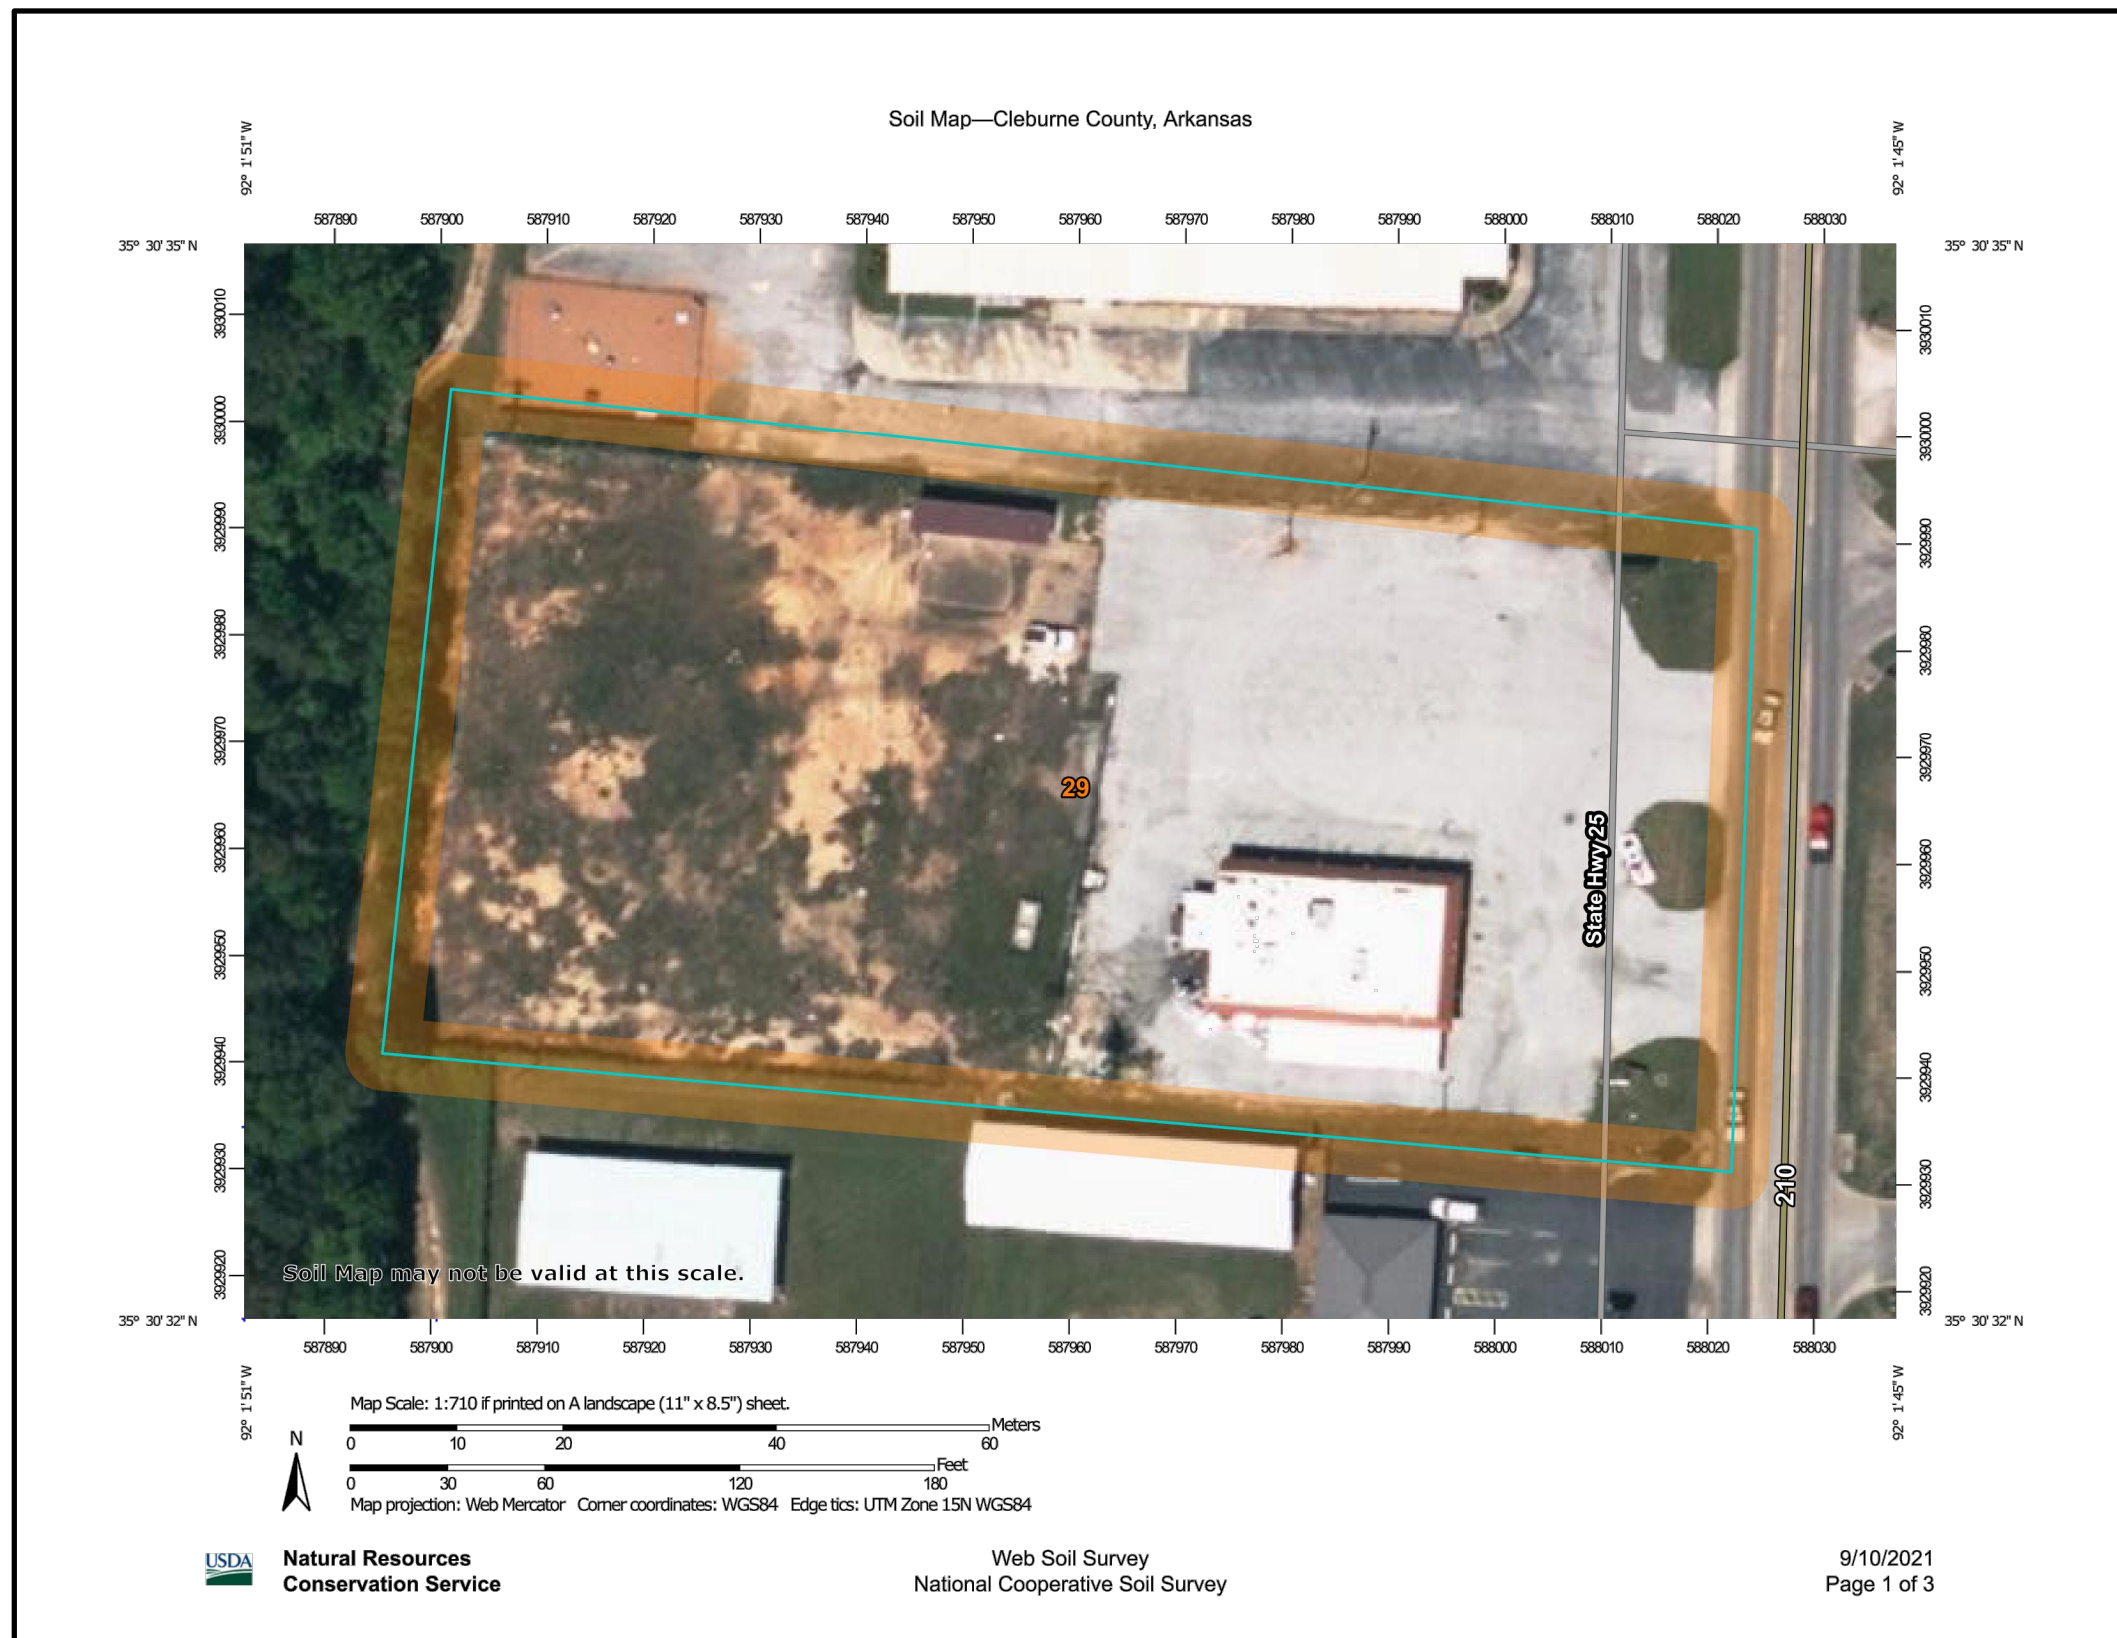 Soil Map—Cleburne County, Arkansas
92° 1' 51" W
92° 1' 45" W
587890 587900 587910 587920 587930 587940 587950 587960 587970 587980 587990 588000 588010 588020 588030
35° 30' 35" N
35° 30' 35" N
3930010
3930000
3929990
3929980
3929970
3929960
3929950
3929940
3929930
3929920
3930010
3930000
3929990
3929980
3929970
3929960
3929950
3929940
3929930
3929920
29
State Hwy 25
210
Soil Map may not be valid at this scale.
35° 30' 32" N
35° 30' 32" N
587890 587900 587910 587920 587930 587940 587950 587960 587970 587980 587990 588000 588010 588020 588030
92° 1' 51" W
92° 1' 45" W
Map Scale: 1:710 if printed on A landscape (11" x 8.5") sheet.
Meters
0 10 20 40 60
Feet
0 30 60 120 180
N
Map projection: Web Mercator Corner coordinates: WGS84 Edge tics: UTM Zone 15N WGS84
USDA
Natural Resources
Conservation Service
Web Soil Survey
National Cooperative Soil Survey
9/10/2021
Page 1 of 3